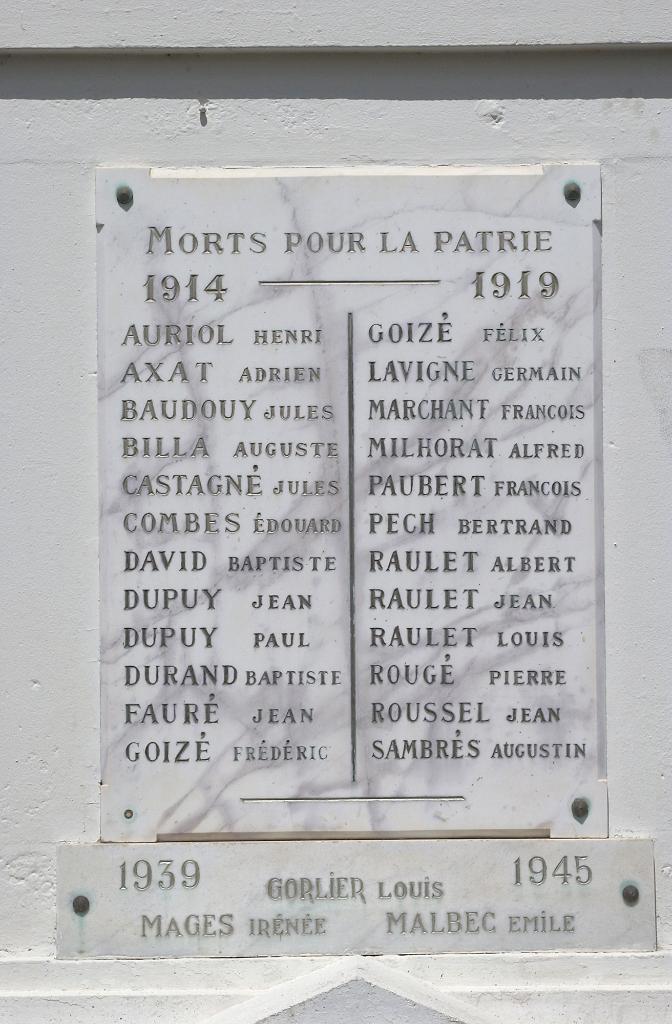 MORTS POUR LA PATRIE
1914 — 1919
AURIOL HENRI
AXAT ADRIEN
BAUDOUY JULES
BILLA AUGUSTE
CASTAGNÉ JULES
COMBES ÉDOUARD
DAVID BAPTISTE
DUPUY JEAN
DUPUY PAUL
DURAND BAPTISTE
FAURÉ JEAN
GOIZÉ FRÉDÉRIC
GOIZÉ FÉLIX
LAVIGNE GERMAIN
MARCHANT FRANCOIS
MILHORAT ALFRED
PAUBERT FRANCOIS
PECH BERTRAND
RAULET ALBERT
RAULET JEAN
RAULET LOUIS
ROUGÉ PIERRE
ROUSSEL JEAN
SAMBRÈS AUGUSTIN
1939 1945
GORLIER LOUIS
MAGES IRÉNÉE MALBEC EMILE